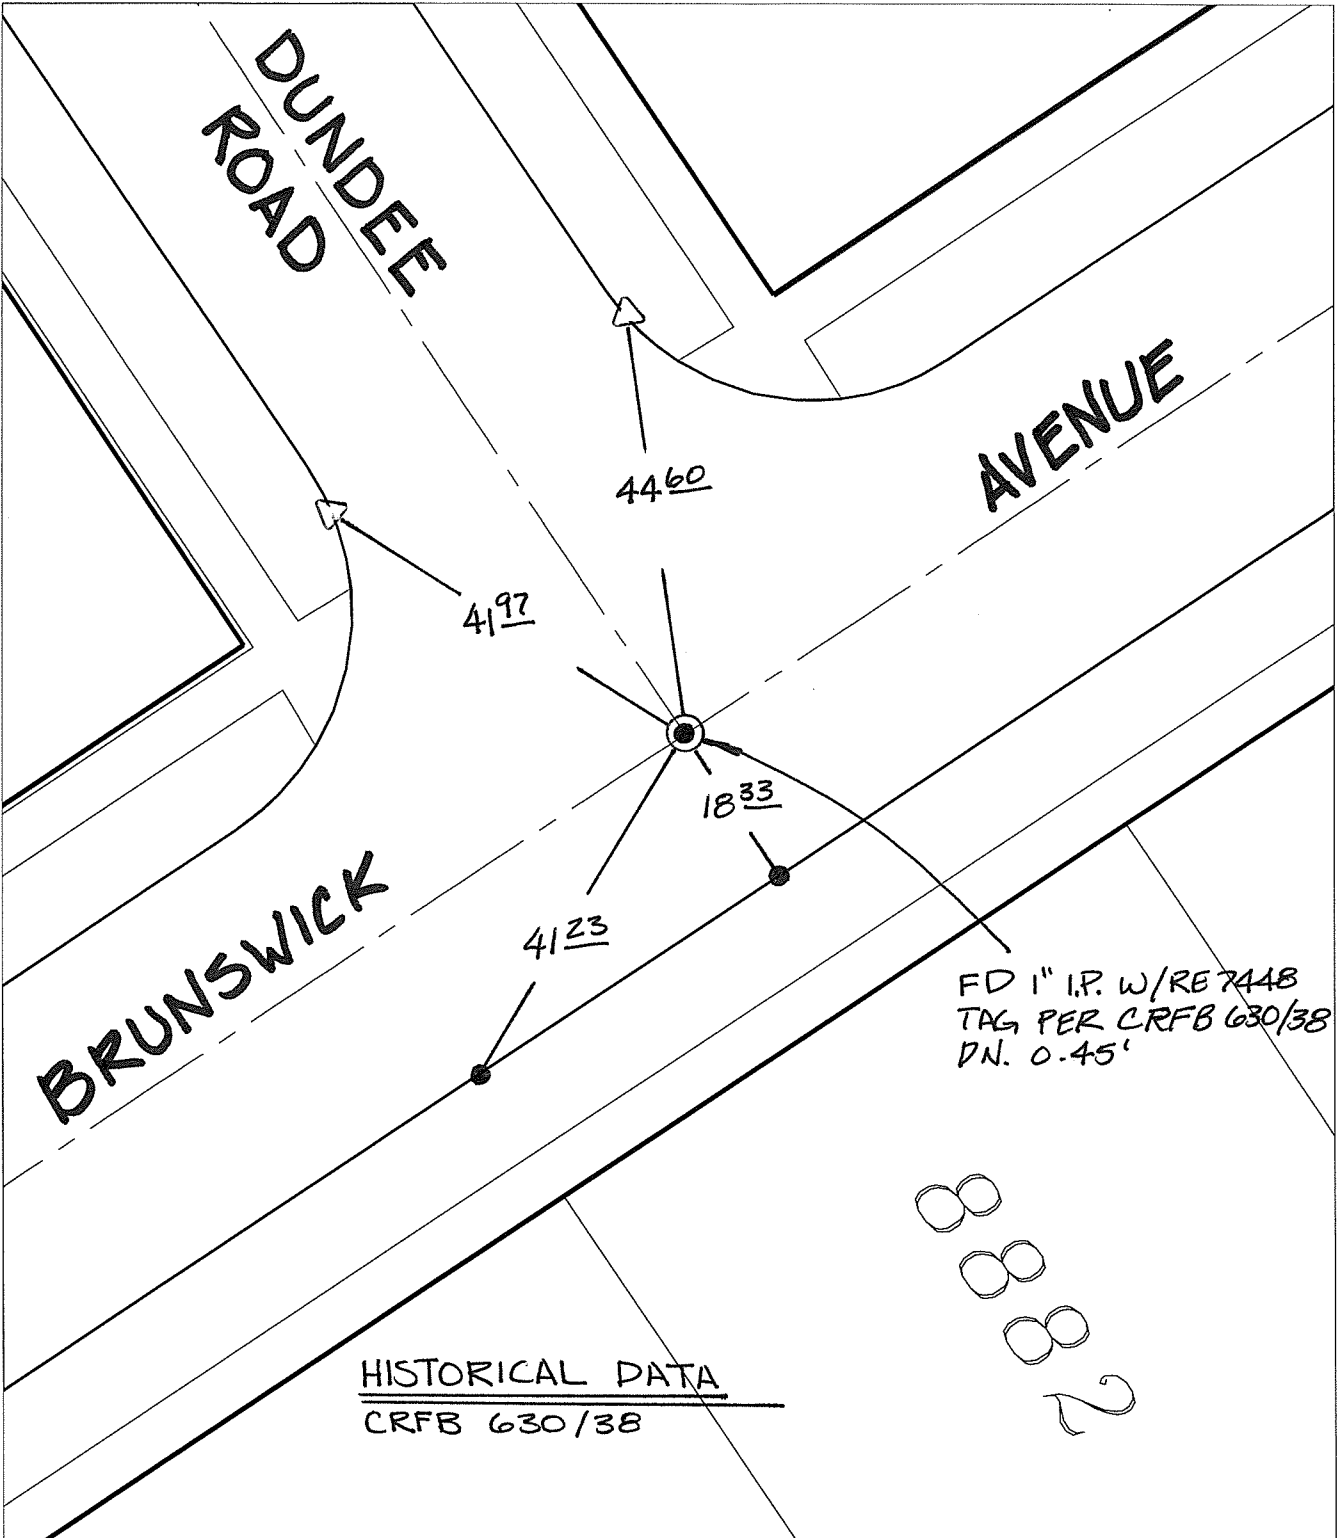 DUNDEE
ROAD
AVENUE
44 60
41 97
18 33
41 23
BRUNSWICK
FD 1" I.P. W/RE 7448
TAG PER CRFB 630/38
DN. 0.45'
8882
HISTORICAL DATA
CRFB 630/38